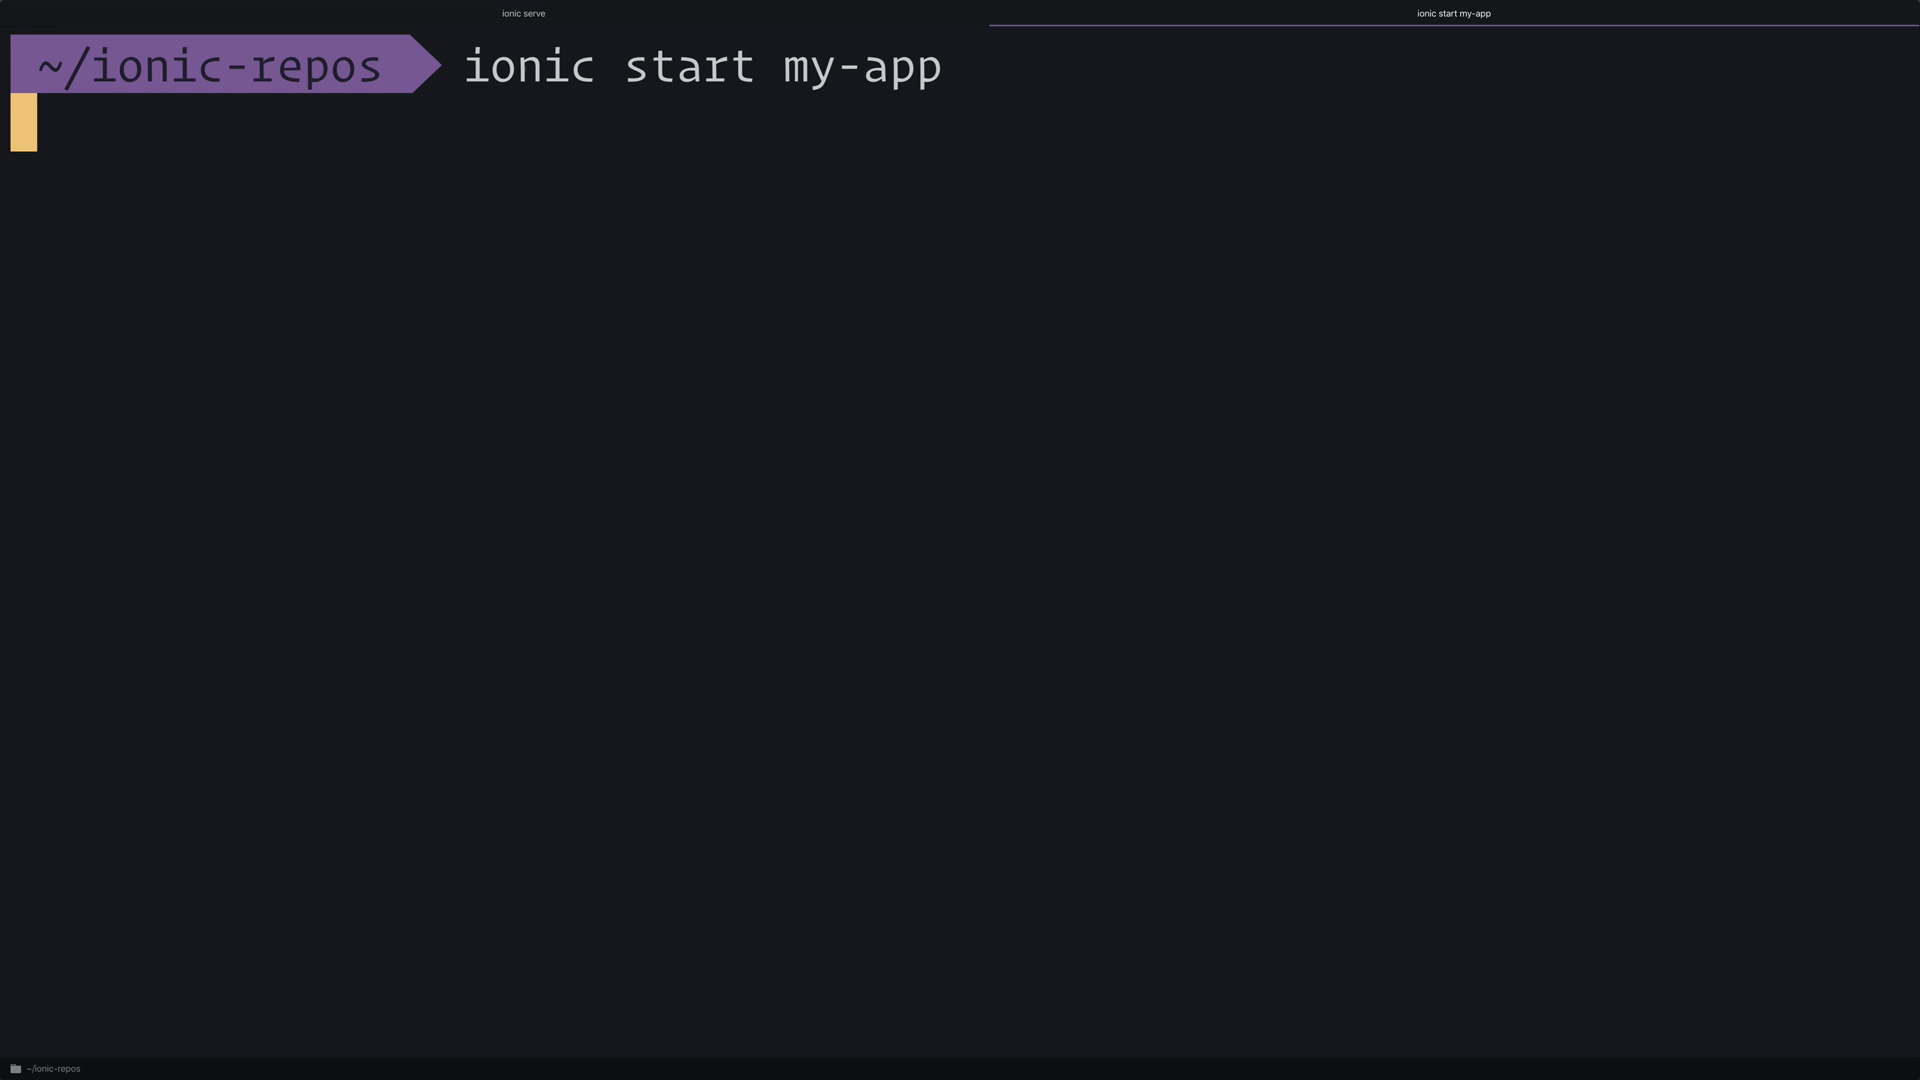 ionic serve
ionic start my-app
~/ionic-repos ionic start my-app
~/ionic-repos